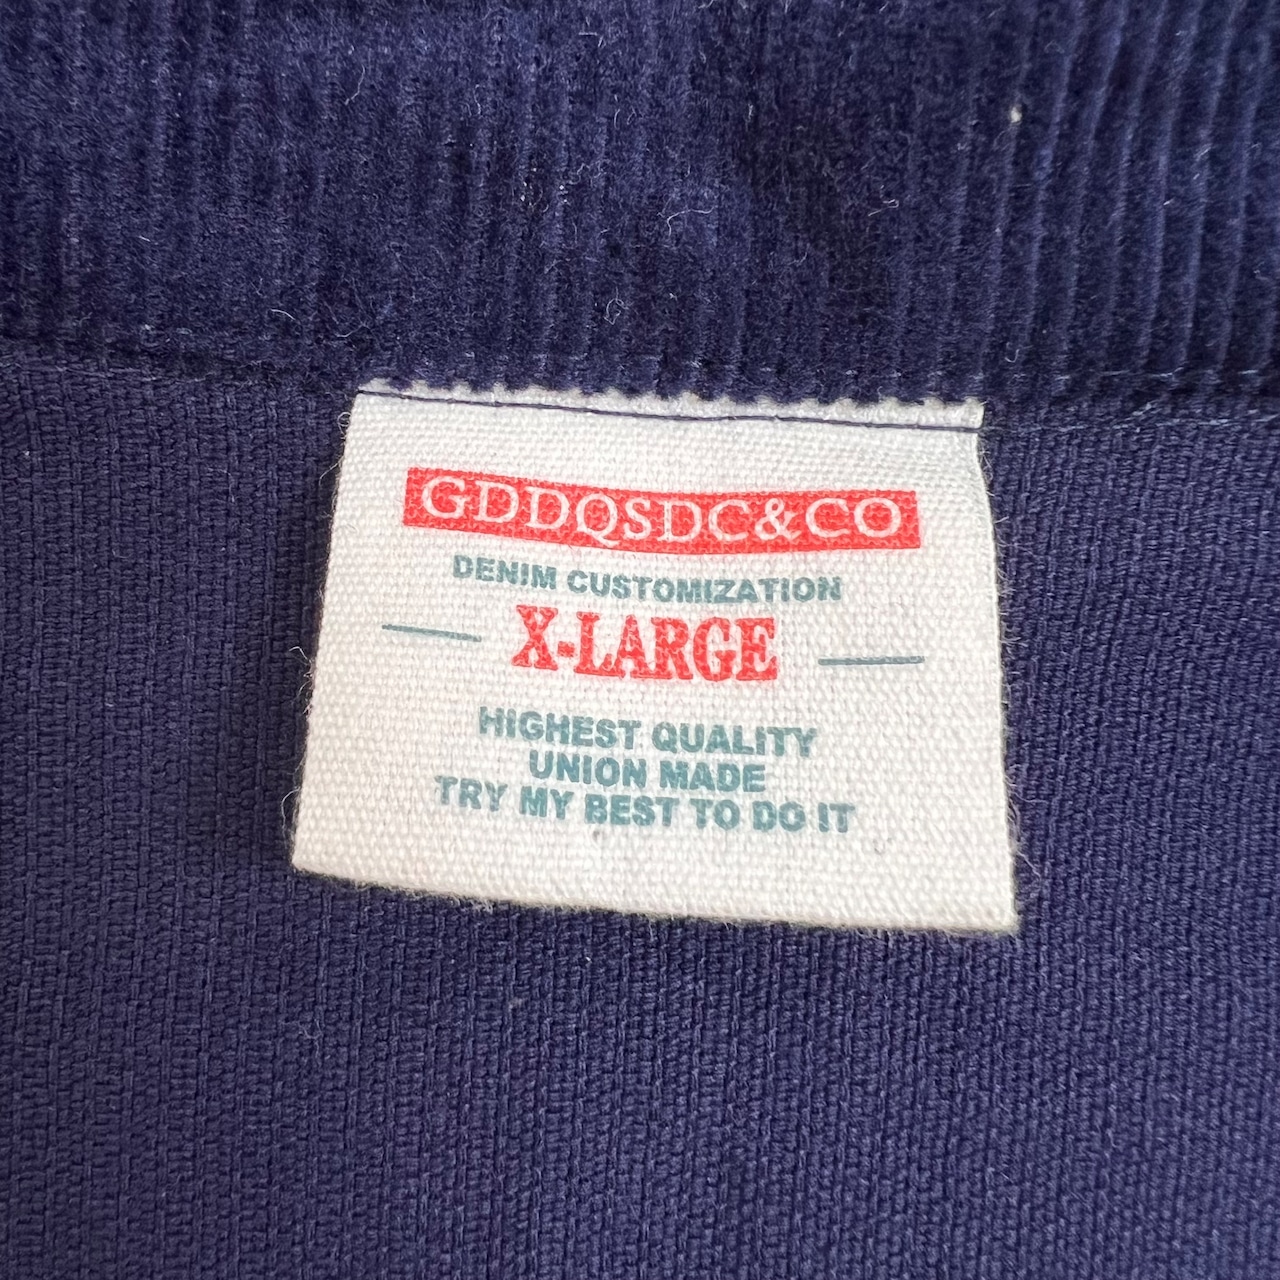 GDDQSDC&CO
DENIM CUSTOMIZATION
X-LARGE
HIGHEST QUALITY
UNION MADE
TRY MY BEST TO DO IT